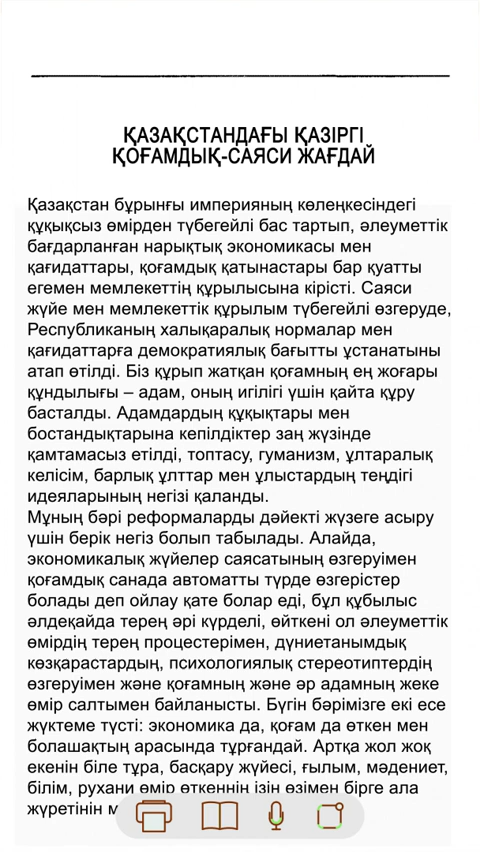 ҚАЗАҚСТАНДАҒЫ ҚАЗІРГІ
ҚОҒАМДЫҚ-САЯСИ ЖАҒДАЙ
Қазақстан бұрынғы империяның көлеңкесіндегі
құқықсыз өмірден түбегейлі бас тартып, әлеуметтік
бағдарланған нарықтық экономикасы мен
қағидаттары, қоғамдық қатынастары бар қуатты
егемен мемлекеттің құрылысына кірісті. Саяси
жүйе мен мемлекеттік құрылым түбегейлі өзгеруде,
Республиканың халықаралық нормалар мен
қағидаттарға демократиялық бағытты ұстанатыны
атап өтілді. Біз құрып жатқан қоғамның ең жоғары
құндылығы – адам, оның игілігі үшін қайта құру
басталды. Адамдардың құқықтары мен
бостандықтарына кепілдіктер заң жүзінде
қамтамасыз етілді, топтасу, гуманизм, ұлтаралық
келісім, барлық ұлттар мен ұлыстардың теңдігі
идеяларының негізі қаланды.
Мұның бәрі реформаларды дәйекті жүзеге асыру
үшін берік негіз болып табылады. Алайда,
экономикалық жүйелер саясатының өзгеруімен
қоғамдық санада автоматты түрде өзгерістер
болады деп ойлау қате болар еді, бұл құбылыс
әлдеқайда терең әрі күрделі, өйткені ол әлеуметтік
өмірдің терең процестерімен, дүниетанымдық
көзқарастардың, психологиялық стереотиптердің
өзгеруімен және қоғамның және әр адамның жеке
өмір салтымен байланысты. Бүгін бәрімізге екі есе
жүктеме түсті: экономика да, қоғам да өткен мен
болашақтың арасында тұрғандай. Артқа жол жоқ
екенін біле тұра, басқару жүйесі, ғылым, мәдениет,
білім, рухани өмір өткеннің ізін өзімен бірге ала
жүретінін